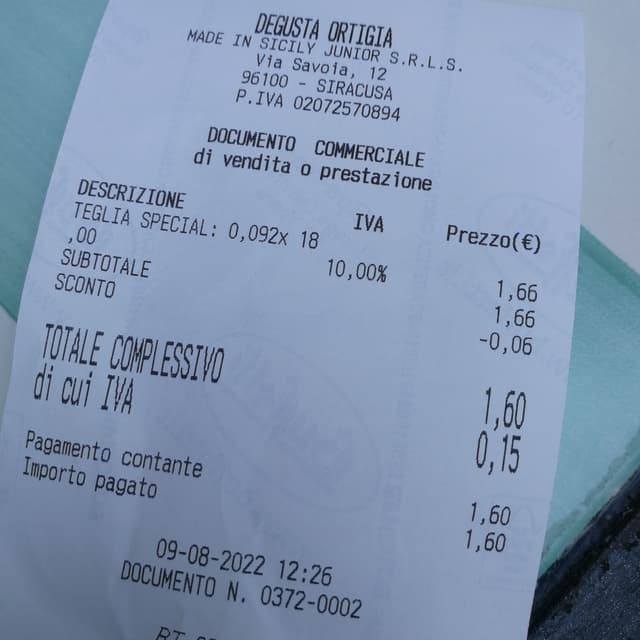 DEGUSTA ORTIGIA
MADE IN SICILY JUNIOR S.R.L.S.
Via Savoia, 12
96100 - SIRACUSA
P.IVA 02072570894
DOCUMENTO COMMERCIALE
di vendita o prestazione
DESCRIZIONE IVA Prezzo(€)
TEGLIA SPECIAL: 0,092x 18
,00 10,00% 1,66
SUBTOTALE 1,66
SCONTO -0,06
TOTALE COMPLESSIVO 1,60
di cui IVA 0,15
Pagamento contante 1,60
Importo pagato 1,60
09-08-2022 12:26
DOCUMENTO N. 0372-0002